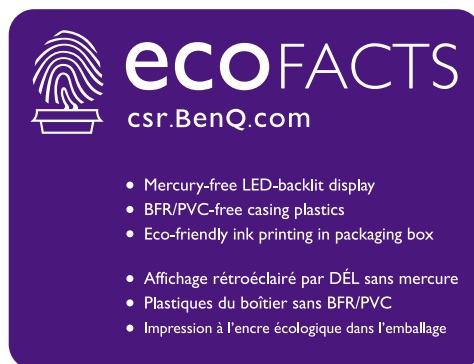 ecoFACTS
csr.BenQ.com
• Mercury-free LED-backlit display
• BFR/PVC-free casing plastics
• Eco-friendly ink printing in packaging box
• Affichage rétroéclairé par DÉL sans mercure
• Plastiques du boîtier sans BFR/PVC
• Impression à l'encre écologique dans l'emballage